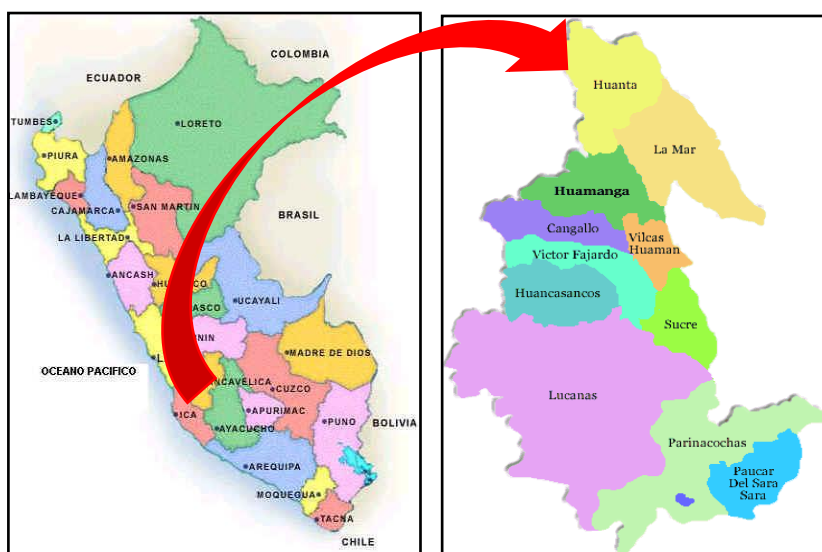 COLOMBIA
ECUADOR
TUMBES
LORETO
PIURA
AMAZONAS
LAMBAYEQUE
CAJAMARCA
SAN MARTIN
BRASIL
LA LIBERTAD
ANCASH
UCAYALI
MADRE DE DIOS
OCEANO PACIFICO
CUZCO
ICA
APURIMAC
PUNO
AYACUCHO
BOLIVIA
AREQUIPA
MOQUEGUA
TACNA
CHILE
Huanta
La Mar
Huamanga
Cangallo
Vilcas
Huaman
Victor Fajardo
Huancasancos
Sucre
Lucanas
Parinacochas
Paucar
Del Sara
Sara